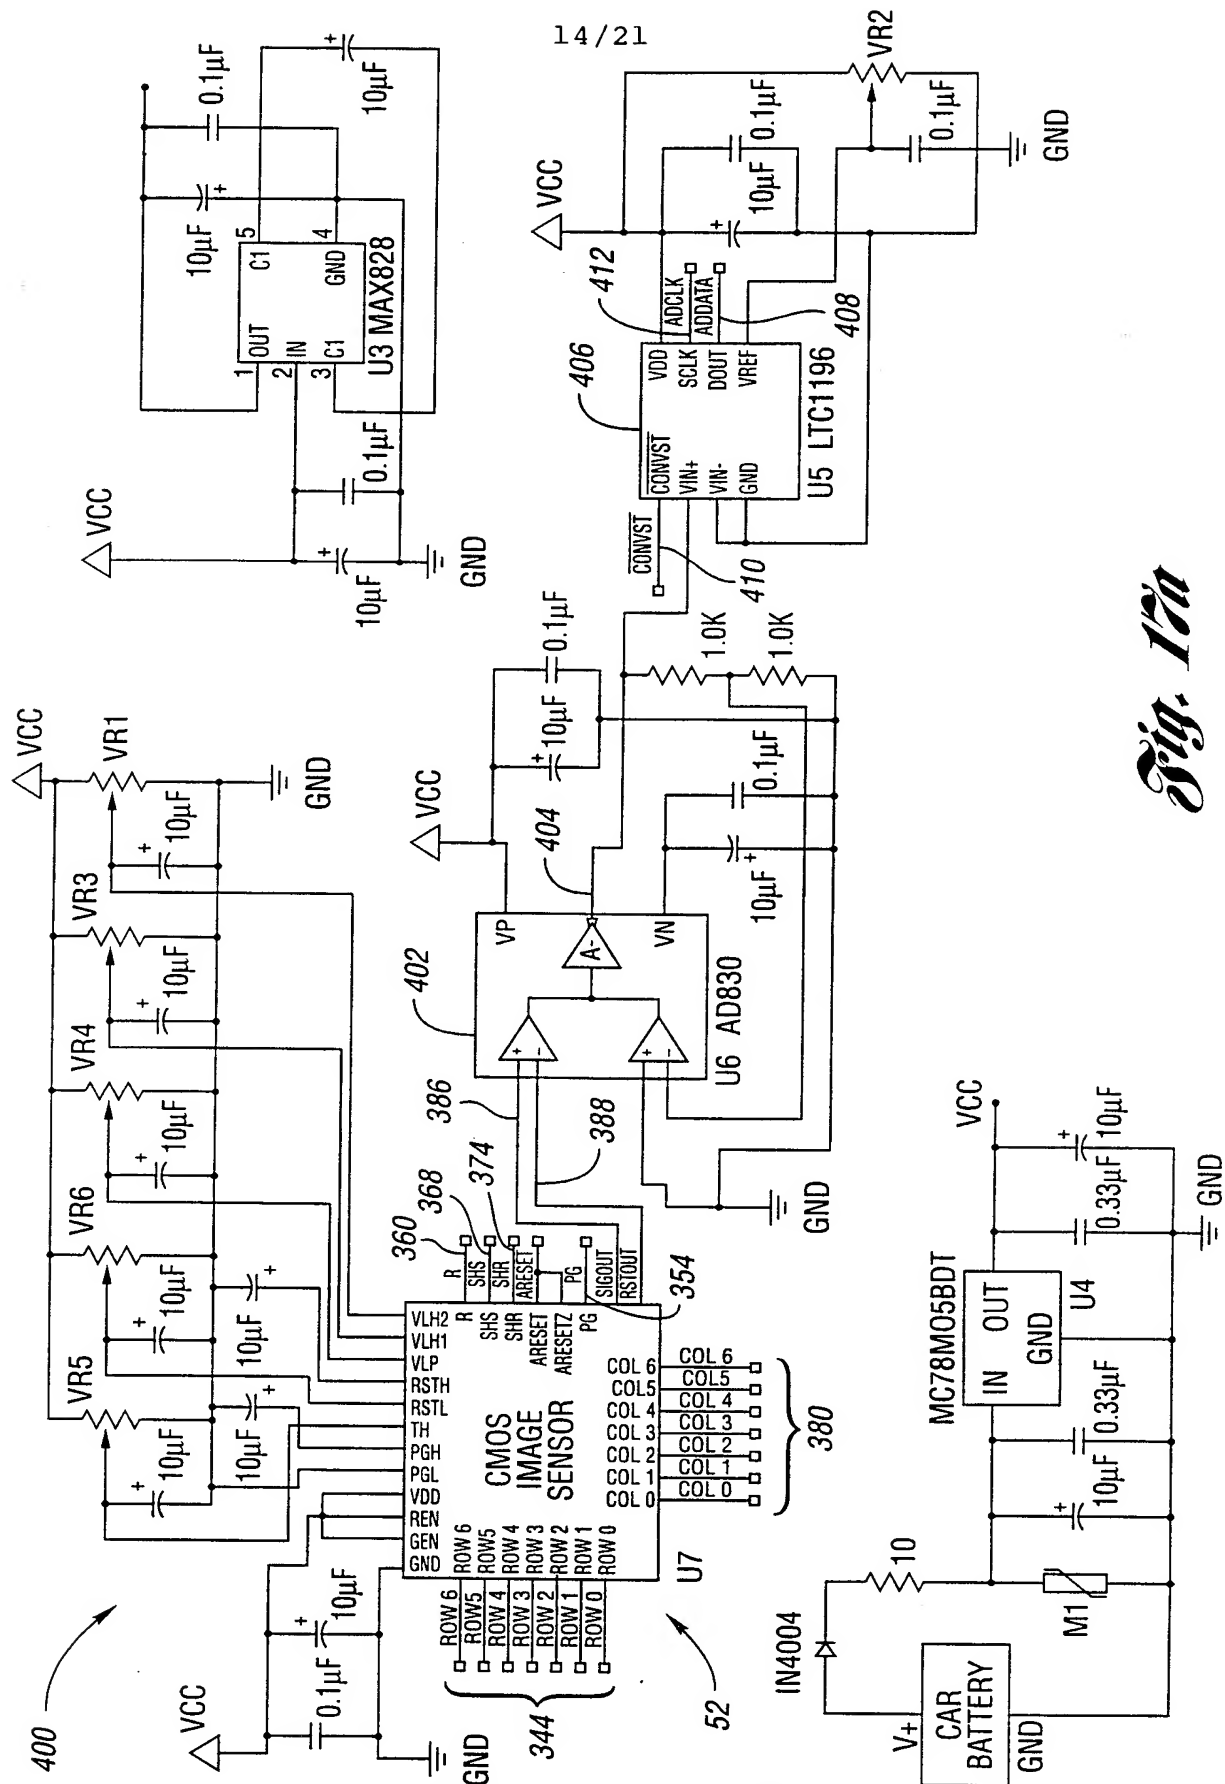 14/21
400
VCC
0.1µF
10µF
GND
VR5
VR6
VR4
VR3
VR1
VCC
10µF
10µF
10µF
10µF
10µF
10µF
10µF
GND
GND
GEN
REN
VDD
PGL
PGH
TH
RSTL
RSTH
VLP
VLH1
VLH2
CMOS
IMAGE
SENSOR
ROW 6
ROW5
ROW 4
ROW 3
ROW 2
ROW 1
ROW 0
ROW 6
ROW5
ROW 4
ROW 3
ROW 2
ROW 1
ROW 0
344
COL 0
COL 1
COL 2
COL 3
COL 4
COL5
COL 6
COL 0
COL 1
COL 2
COL 3
COL 4
COL5
COL 6
380
R
SHS
SHR
ARESET
ARESETZ
PG
SIGOUT
RSTOUT
R
SHS
SHR
ARESET
PG
360
368
374
354
U7
52
386
388
402
VP
VN
A-
+
-
+
-
U6 AD830
404
VCC
10µF
0.1µF
10µF
0.1µF
1.0K
1.0K
GND
VCC
10µF
0.1µF
GND
1
OUT
2
IN
3
C1
C1
5
GND
4
U3 MAX828
10µF
0.1µF
10µF
CONVST
410
406
CONVST
VIN+
VIN-
GND
VDD
SCLK
DOUT
VREF
U5 LTC1196
ADCLK
ADDATA
412
408
VCC
10µF
0.1µF
VR2
0.1µF
GND
CAR
BATTERY
V+
GND
IN4004
10
M1
10µF
0.33µF
MC78M05BDT
IN
OUT
GND
U4
VCC
0.33µF
10µF
GND
Fig. 17a